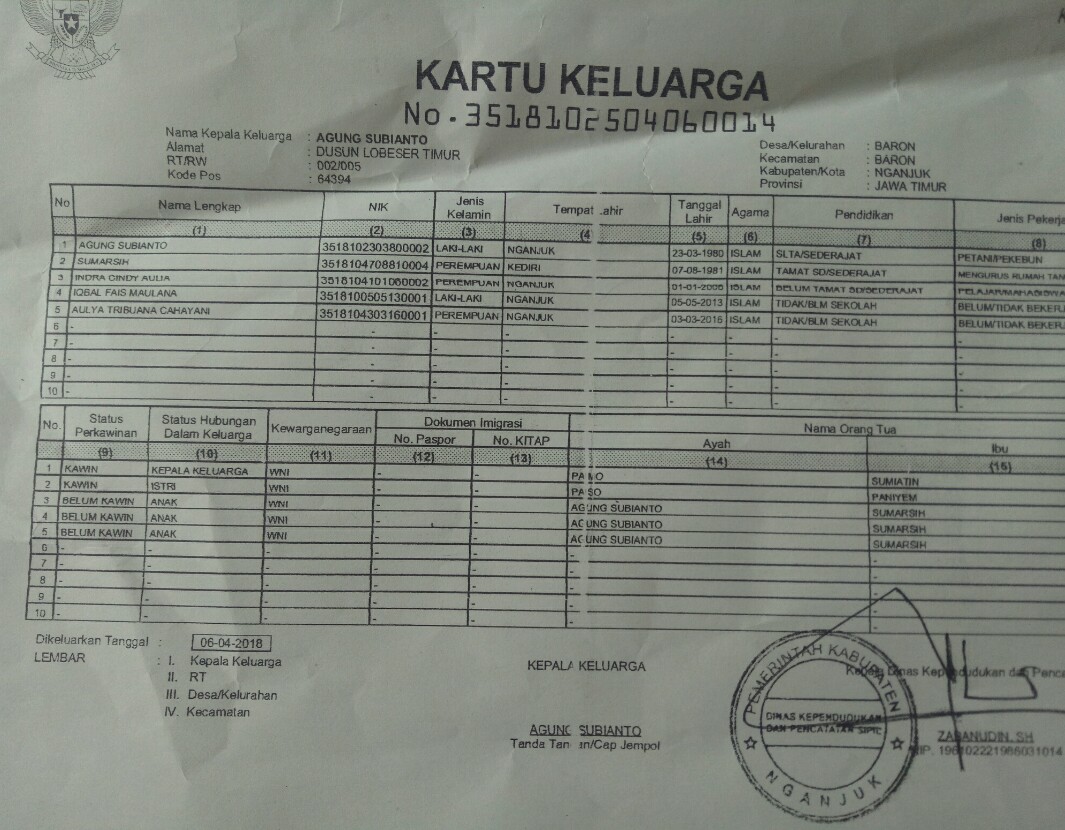 KARTU KELUARGA
No. 3518102504060014
Nama Kepala Keluarga : AGUNG SUBIANTO
Alamat : DUSUN LOBESER TIMUR
RT/RW : 002/005
Kode Pos : 64394
Desa/Kelurahan : BARON
Kecamatan : BARON
Kabupaten/Kota : NGANJUK
Provinsi : JAWA TIMUR
No Nama Lengkap NIK Jenis Kelamin Tempat Lahir Tanggal Lahir Agama Pendidikan Jenis Pekerja
(1) (2) (3) (4 (5) (6) (7) (8)
1 AGUNG SUBIANTO 3518102303800002 LAKI-LAKI NGANJUK 23-03-1980 ISLAM SLTA/SEDERAJAT PETANI/PEKEBUN
2 SUMARSIH 3518104708810004 PEREMPUAN KEDIRI 07-08-1981 ISLAM TAMAT SD/SEDERAJAT MENGURUS RUMAH TAN
3 INDRA CINDY AULIA 3518104101060002 PEREMPUAN NGANJUK 01-01-2006 ISLAM BELUM TAMAT SD/SEDERAJAT PELAJAR/MAHASISWA
4 IQBAL FAIS MAULANA 3518100505130001 LAKI-LAKI NGANJUK 05-05-2013 ISLAM TIDAK/BLM SEKOLAH BELUM/TIDAK BEKERJ
5 AULYA TRIBUANA CAHAYANI 3518104303160001 PEREMPUAN NGANJUK 03-03-2016 ISLAM TIDAK/BLM SEKOLAH BELUM/TIDAK BEKERJ
6 - - - - - - - -
7 - - - - - - - -
8 - - - - - - - -
9 - - - - - - - -
10 - - - - - - - -
No. Status Perkawinan Status Hubungan Dalam Keluarga Kewarganegaraan Dokumen Imigrasi Nama Orang Tua
No. Paspor No. KITAP Ayah Ibu
(9) (10) (11) (12) (13) (14) (15)
1 KAWIN KEPALA KELUARGA WNI - - SUMIATIN
2 KAWIN ISTRI WNI - - PANIYEM
3 BELUM KAWIN ANAK WNI - - AGUNG SUBIANTO SUMARSIH
4 BELUM KAWIN ANAK WNI - - AGUNG SUBIANTO SUMARSIH
5 BELUM KAWIN ANAK WNI - - AGUNG SUBIANTO SUMARSIH
6 - - - - - - -
7 - - - - - - -
8 - - - - - - -
9 - - - - - - -
10 - - - - - - -
Dikeluarkan Tanggal : 06-04-2018
LEMBAR : I. Kepala Keluarga
II. RT
III. Desa/Kelurahan
IV. Kecamatan
KEPALA KELUARGA
AGUNG SUBIANTO
Tanda Tangan/Cap Jempol
Kepala Dinas Kependudukan dan Penca
PEMERINTAH KABUPATEN
DINAS KEPENDUDUKAN
DAN PENCATATAN SIPIL
NGANJUK